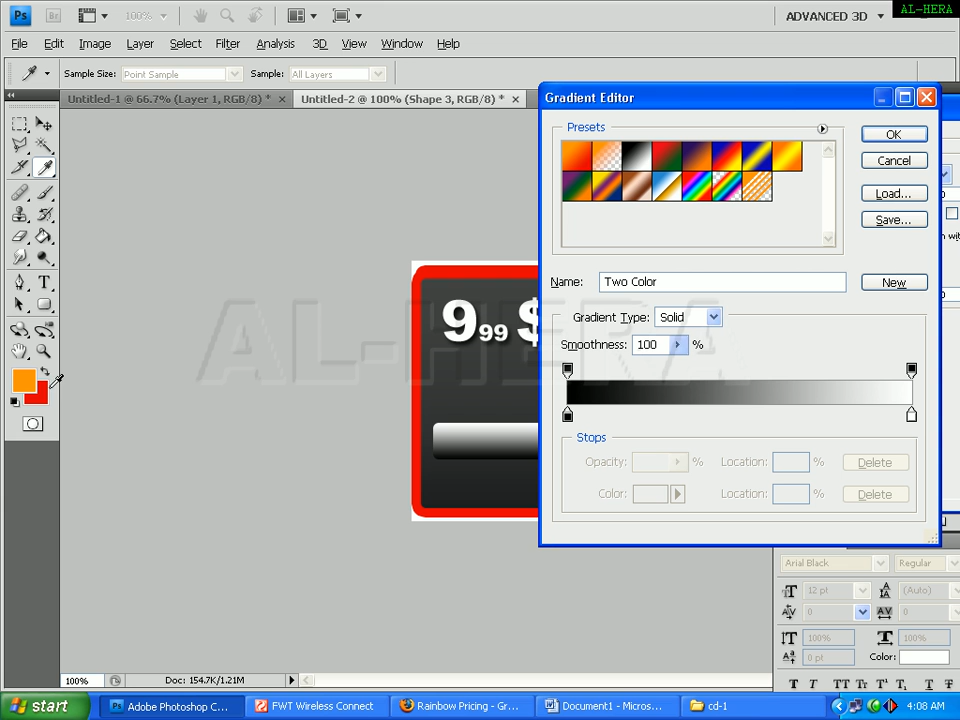 Ps Br 100% ADVANCED 3D AL-HERA
File Edit Image Layer Select Filter Analysis 3D View Window Help
Sample Size: Point Sample Sample: All Layers
Untitled-1 @ 66.7% (Layer 1, RGB/8) * × Untitled-2 @ 100% (Shape 3, RGB/8) * ×
Gradient Editor
Presets
OK
Cancel
Load...
Save...
Name: Two Color New
Gradient Type: Solid
Smoothness: 100 %
Stops
Opacity: % Location: % Delete
Color: Location: % Delete
999 $
AL-HERA
Arial Black Regular
12 pt (Auto)
0 0
100% 100%
0 pt Color:
T T TT Tr T¹ T₁ T T
100% Doc: 154.7K/1.21M
start Adobe Photoshop C... FWT Wireless Connect Rainbow Pricing - Gr... Document1 - Micros... cd-1 4:08 AM